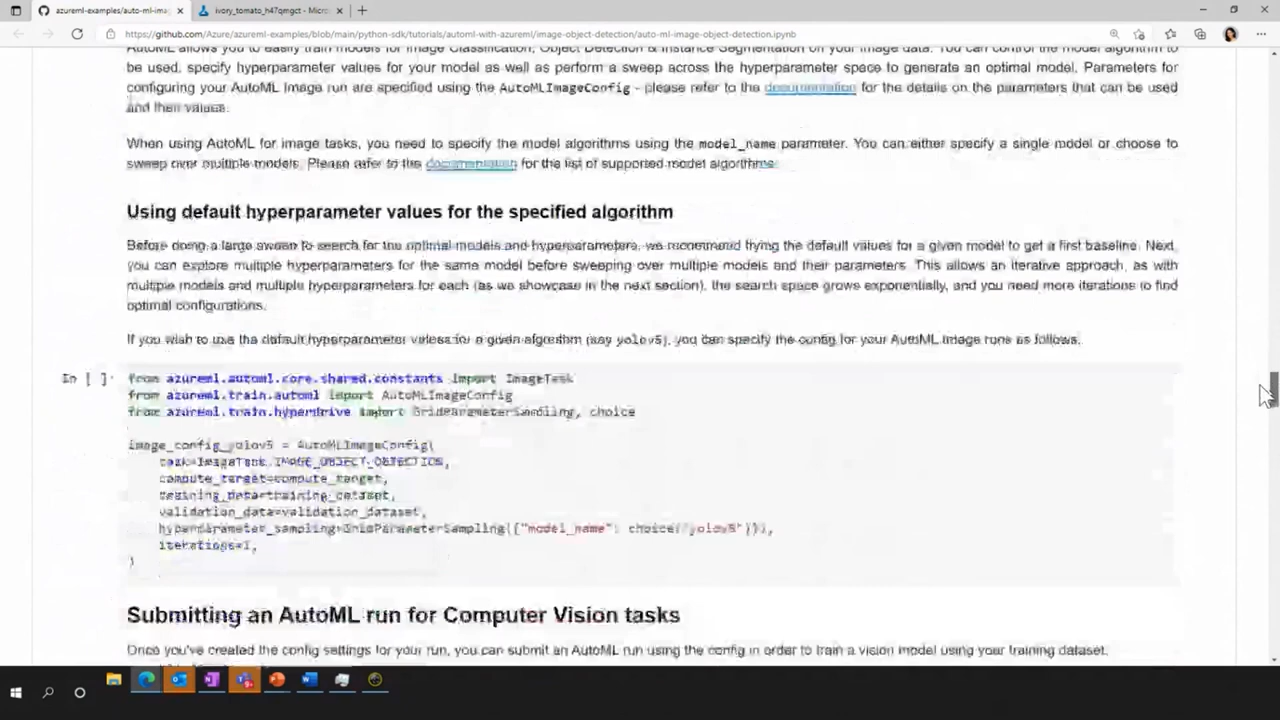 azureml-examples/auto-ml-ima
ivory_tomato_h47qmgct - Micro
https://github.com/Azure/azureml-examples/blob/main/python-sdk/tutorials/automl-with-azureml/image-object-detection/auto-ml-image-object-detection.ipynb
AutoML allows you to easily train models for Image Classification, Object Detection & Instance Segmentation on your image data. You can control the model algorithm to
be used, specify hyperparameter values for your model as well as perform a sweep across the hyperparameter space to generate an optimal model. Parameters for
configuring your AutoML Image run are specified using the AutoMLImageConfig - please refer to the documentation for the details on the parameters that can be used
and their values.
When using AutoML for image tasks, you need to specify the model algorithms using the model_name parameter. You can either specify a single model or choose to
sweep over multiple models. Please refer to the documentation for the list of supported model algorithms.
Using default hyperparameter values for the specified algorithm
Before doing a large sweep to search for the optimal models and hyperparameters, we recommend trying the default values for a given model to get a first baseline. Next,
you can explore multiple hyperparameters for the same model before sweeping over multiple models and their parameters. This allows an iterative approach, as with
multiple models and multiple hyperparameters for each (as we showcase in the next section), the search space grows exponentially, and you need more iterations to find
optimal configurations.
If you wish to use the default hyperparameter values for a given algorithm (say yolov5), you can specify the config for your AutoML Image runs as follows.
In [ ]: from azureml.automl.core.shared.constants import ImageTask
from azureml.train.automl import AutoMLImageConfig
from azureml.train.hyperdrive import GridParameterSampling, choice
image_config_yolov5 = AutoMLImageConfig(
task=ImageTask.IMAGE_OBJECT_DETECTION,
compute_target=compute_target,
training_data=training_dataset,
validation_data=validation_dataset,
hyperparameter_sampling=GridParameterSampling({"model_name": choice("yolov5")}),
iterations=1,
)
Submitting an AutoML run for Computer Vision tasks
Once you've created the config settings for your run, you can submit an AutoML run using the config in order to train a vision model using your training dataset.